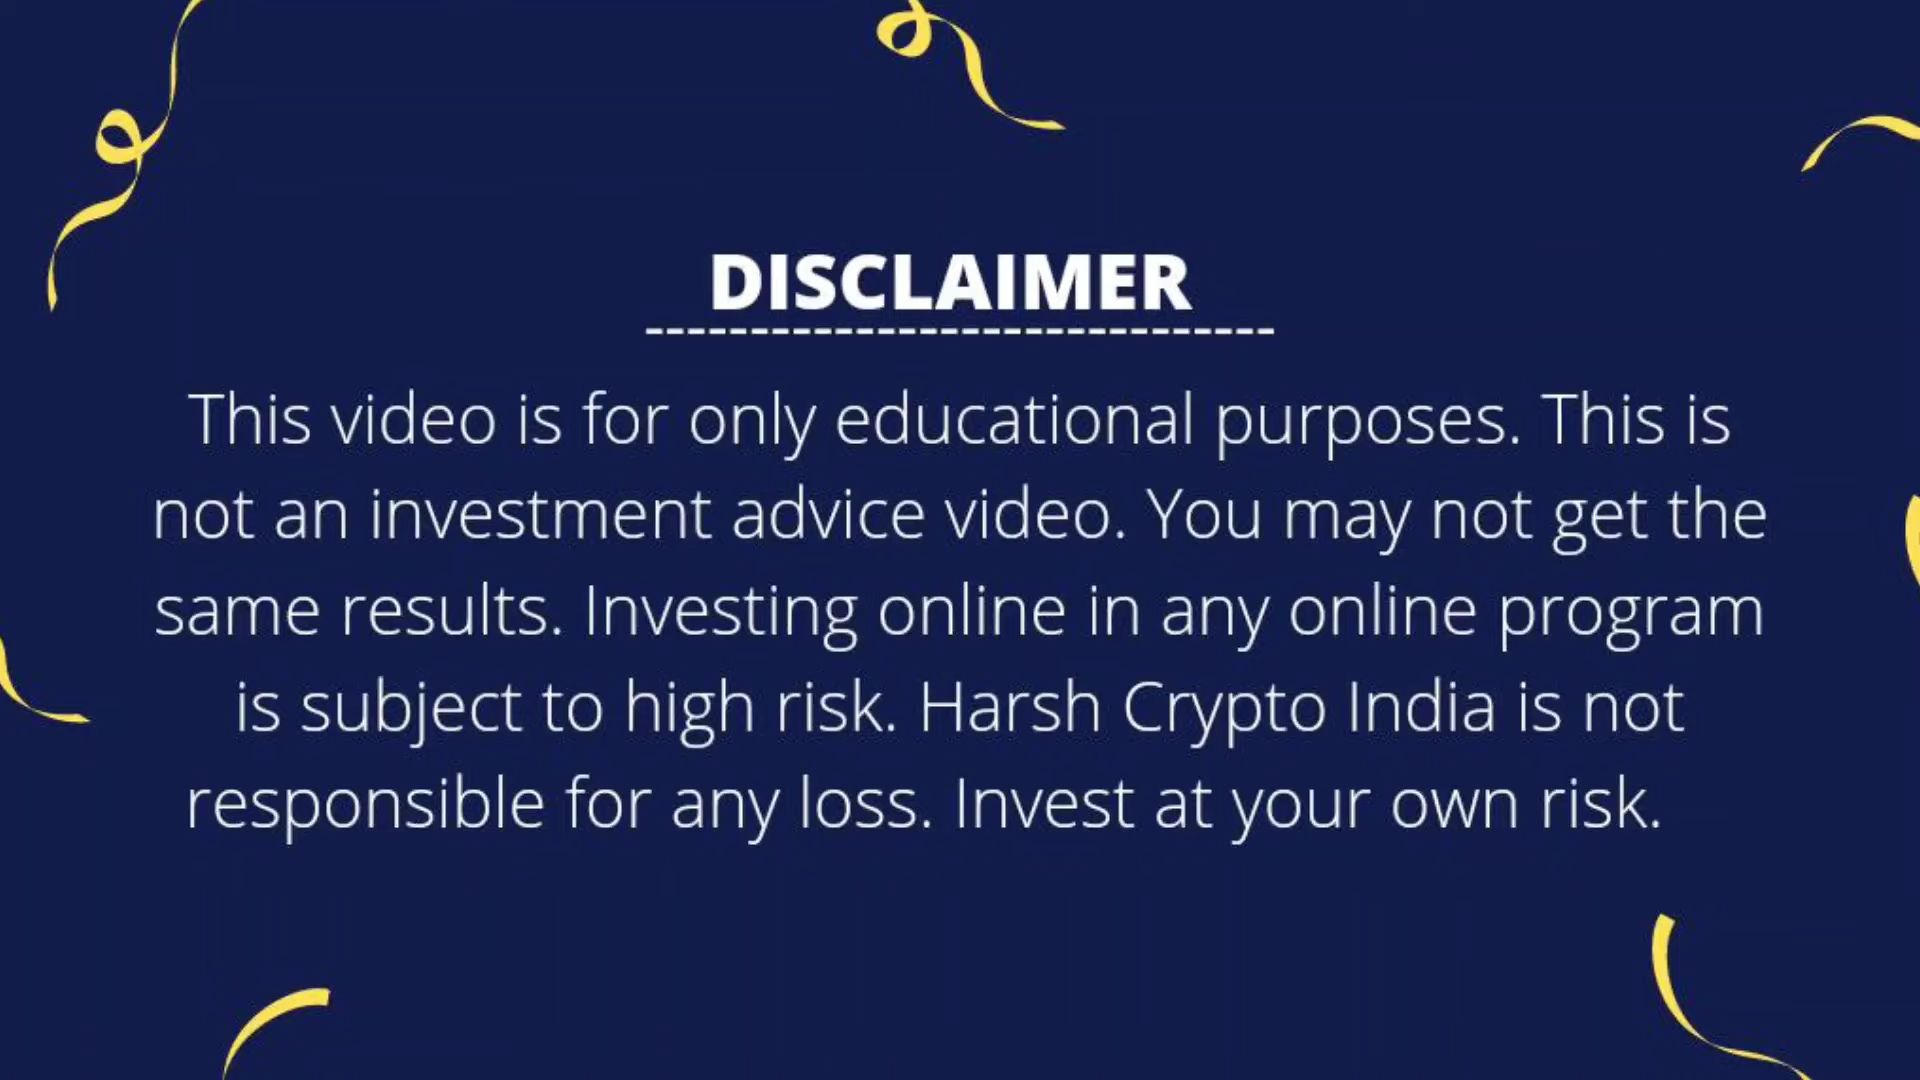 DISCLAIMER
------------------------------
This video is for only educational purposes. This is
not an investment advice video. You may not get the
same results. Investing online in any online program
is subject to high risk. Harsh Crypto India is not
responsible for any loss. Invest at your own risk.